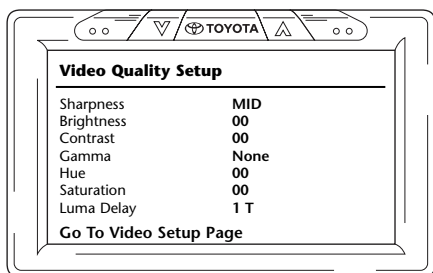 TOYOTA
Video Quality Setup
Sharpness MID
Brightness 00
Contrast 00
Gamma None
Hue 00
Saturation 00
Luma Delay 1 T
Go To Video Setup Page